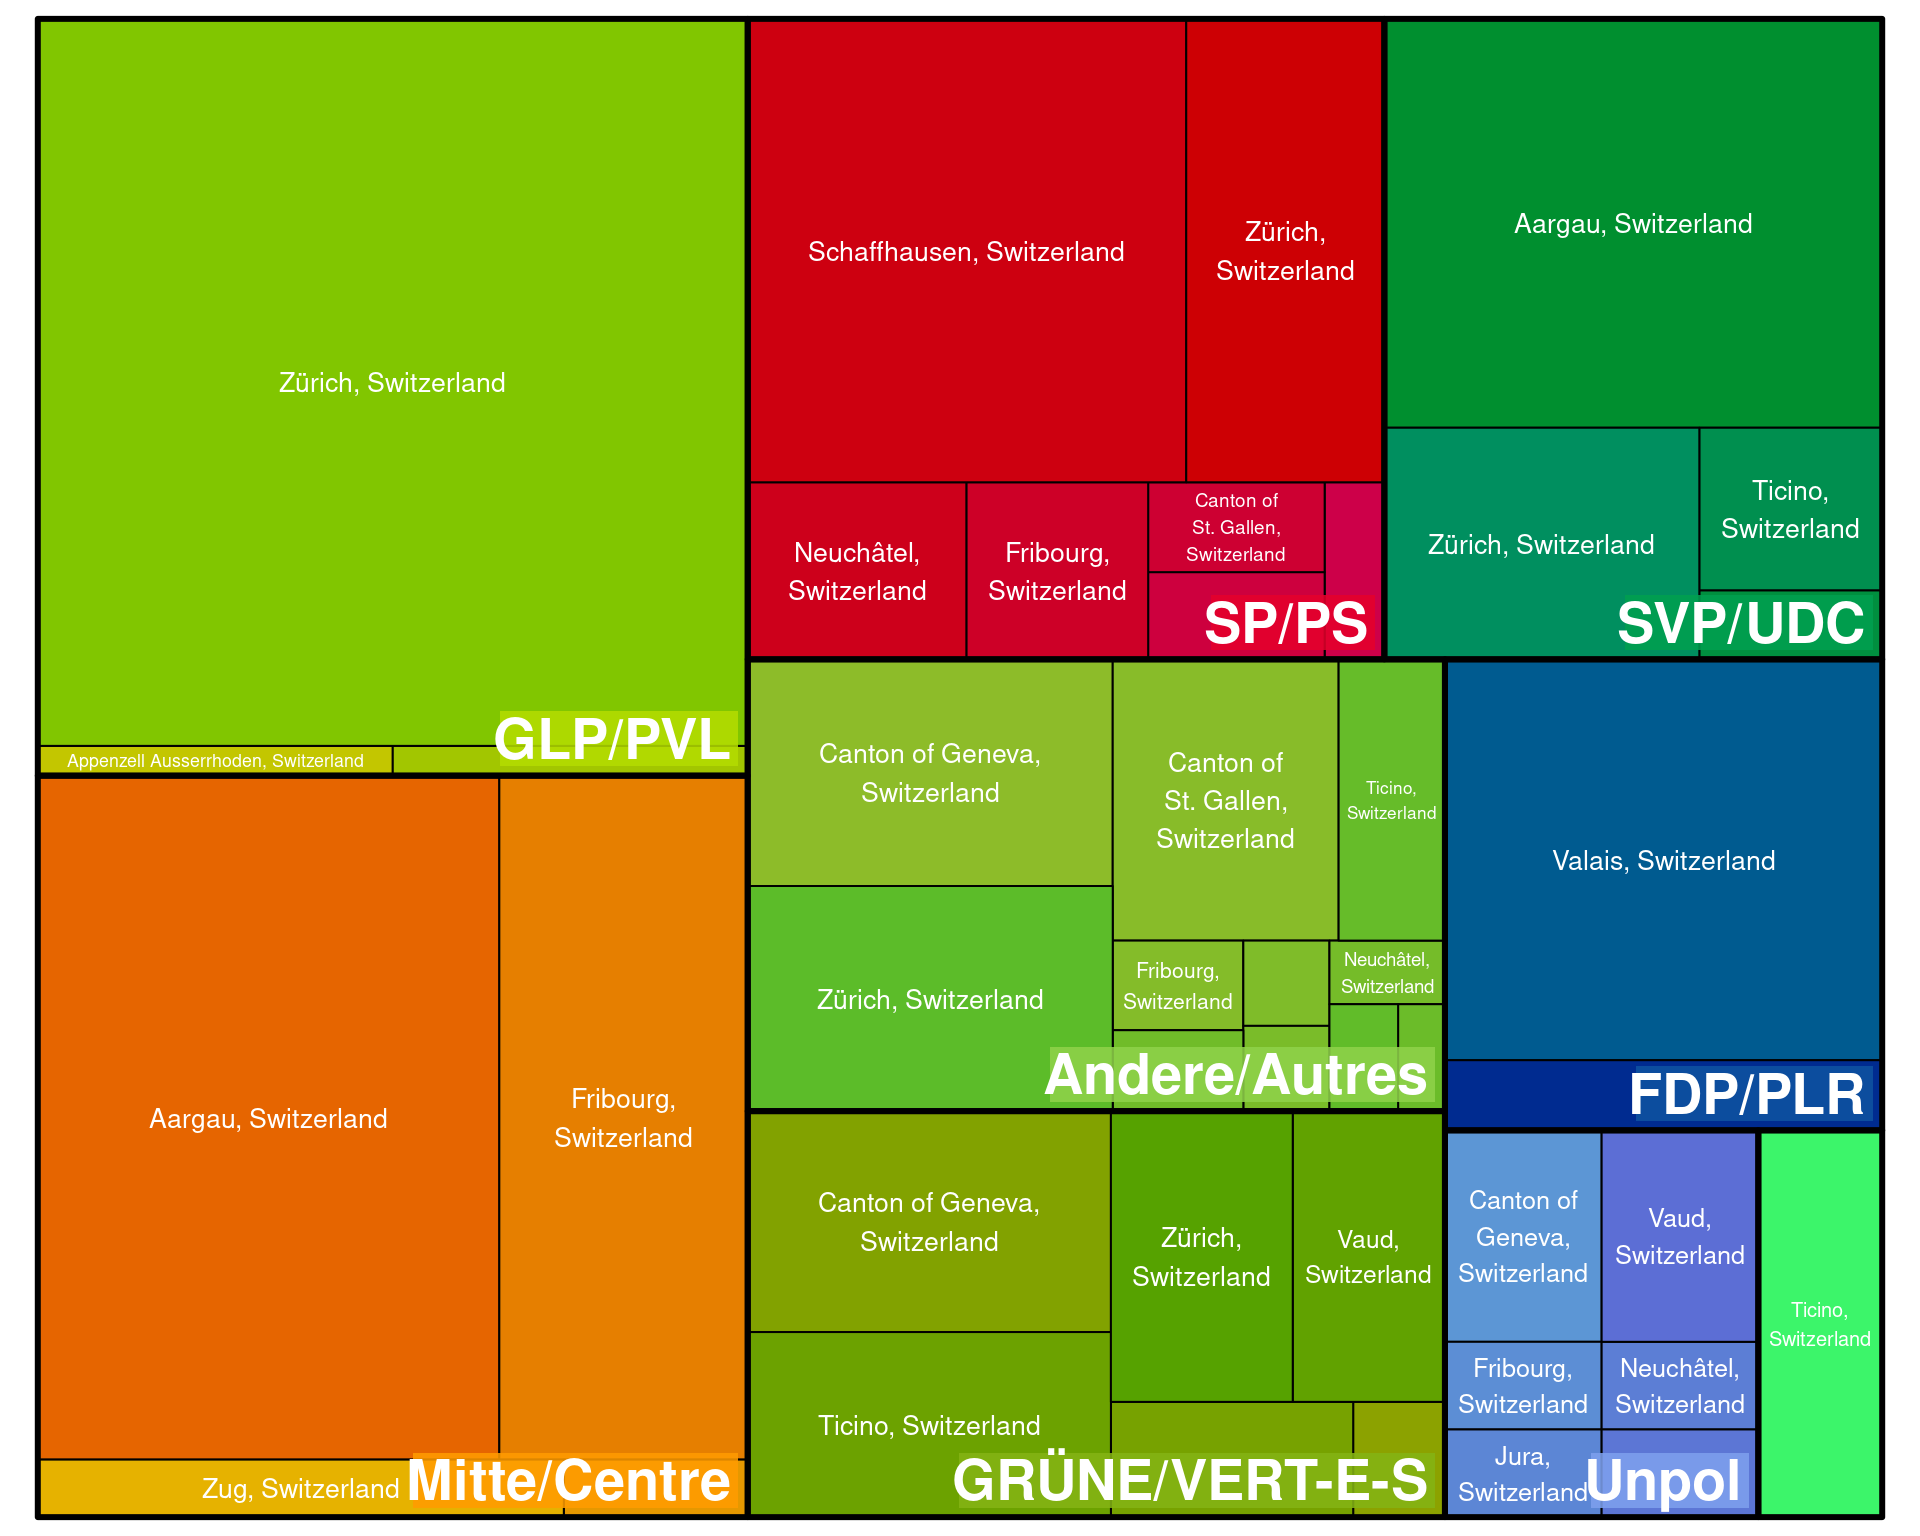 Zürich, Switzerland
Appenzell Ausserrhoden, Switzerland
GLP/PVL
Aargau, Switzerland
Fribourg,
Switzerland
Zug, Switzerland
Mitte/Centre
Schaffhausen, Switzerland
Zürich,
Switzerland
Neuchâtel,
Switzerland
Fribourg,
Switzerland
Canton of
St. Gallen,
Switzerland
SP/PS
Aargau, Switzerland
Zürich, Switzerland
Ticino,
Switzerland
SVP/UDC
Canton of Geneva,
Switzerland
Zürich, Switzerland
Canton of
St. Gallen,
Switzerland
Ticino,
Switzerland
Fribourg,
Switzerland
Neuchâtel,
Switzerland
Andere/Autres
Valais, Switzerland
FDP/PLR
Canton of Geneva,
Switzerland
Ticino, Switzerland
Zürich,
Switzerland
Vaud,
Switzerland
GRÜNE/VERT-E-S
Canton of
Geneva,
Switzerland
Vaud,
Switzerland
Fribourg,
Switzerland
Neuchâtel,
Switzerland
Jura,
Switzerland
Unpol
Ticino,
Switzerland